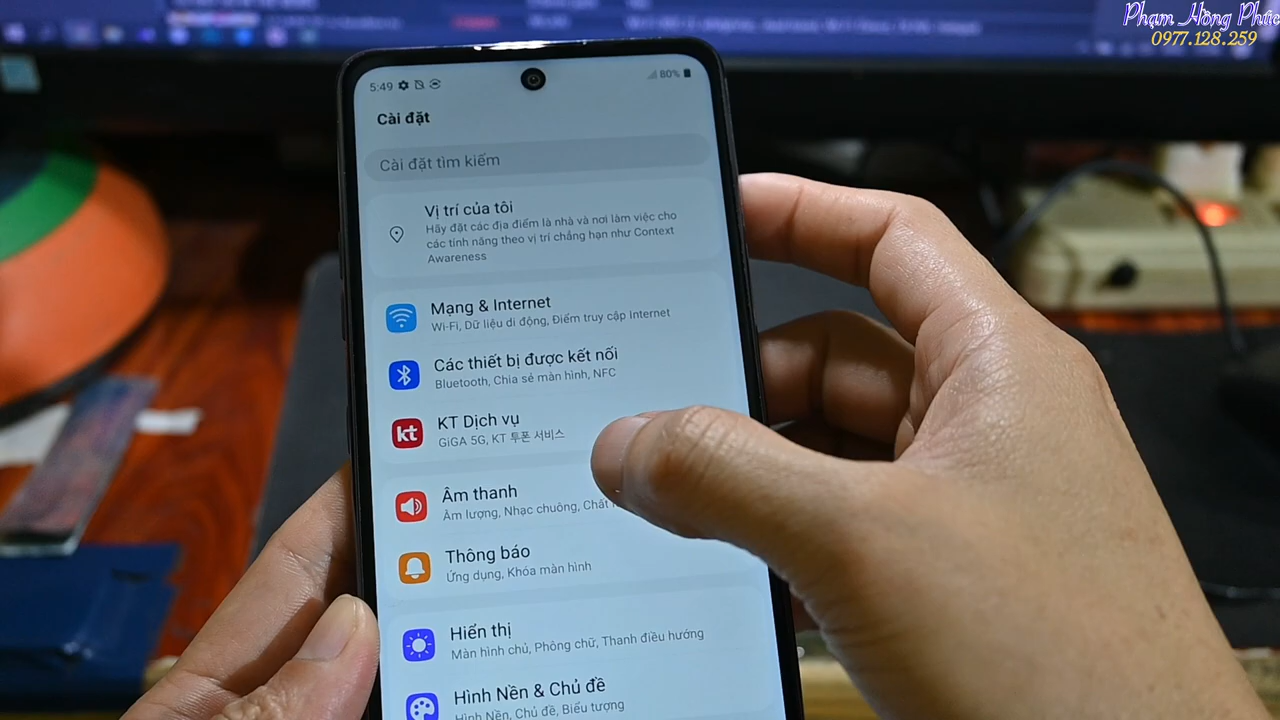 Phạm Hồng Phúc
0977.128.259
5:49
80%
Cài đặt
Cài đặt tìm kiếm
Vị trí của tôi
Hãy đặt các địa điểm là nhà và nơi làm việc cho
các tính năng theo vị trí chẳng hạn như Context
Awareness
Mạng & Internet
Wi-Fi, Dữ liệu di động, Điểm truy cập Internet
Các thiết bị được kết nối
Bluetooth, Chia sẻ màn hình, NFC
kt
KT Dịch vụ
GiGA 5G, KT 투폰 서비스
Âm thanh
Âm lượng, Nhạc chuông, Chất
Thông báo
Ứng dụng, Khóa màn hình
Hiển thị
Màn hình chủ, Phông chữ, Thanh điều hướng
Hình Nền & Chủ đề
Hình Nền, Chủ đề, Biểu tượng